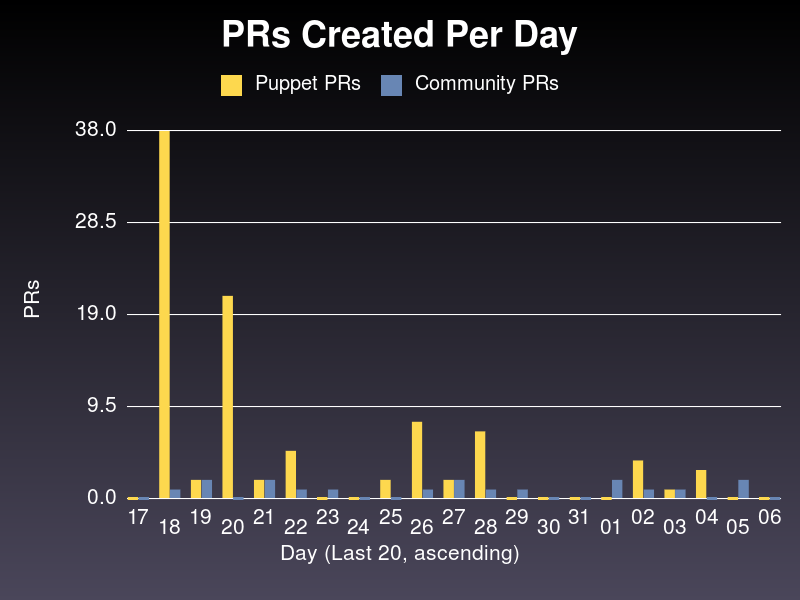 PRs Created Per Day
Puppet PRs Community PRs
38.0
28.5
19.0
9.5
0.0
PRs
17 18 19 20 21 22 23 24 25 26 27 28 29 30 31 01 02 03 04 05 06
Day (Last 20, ascending)